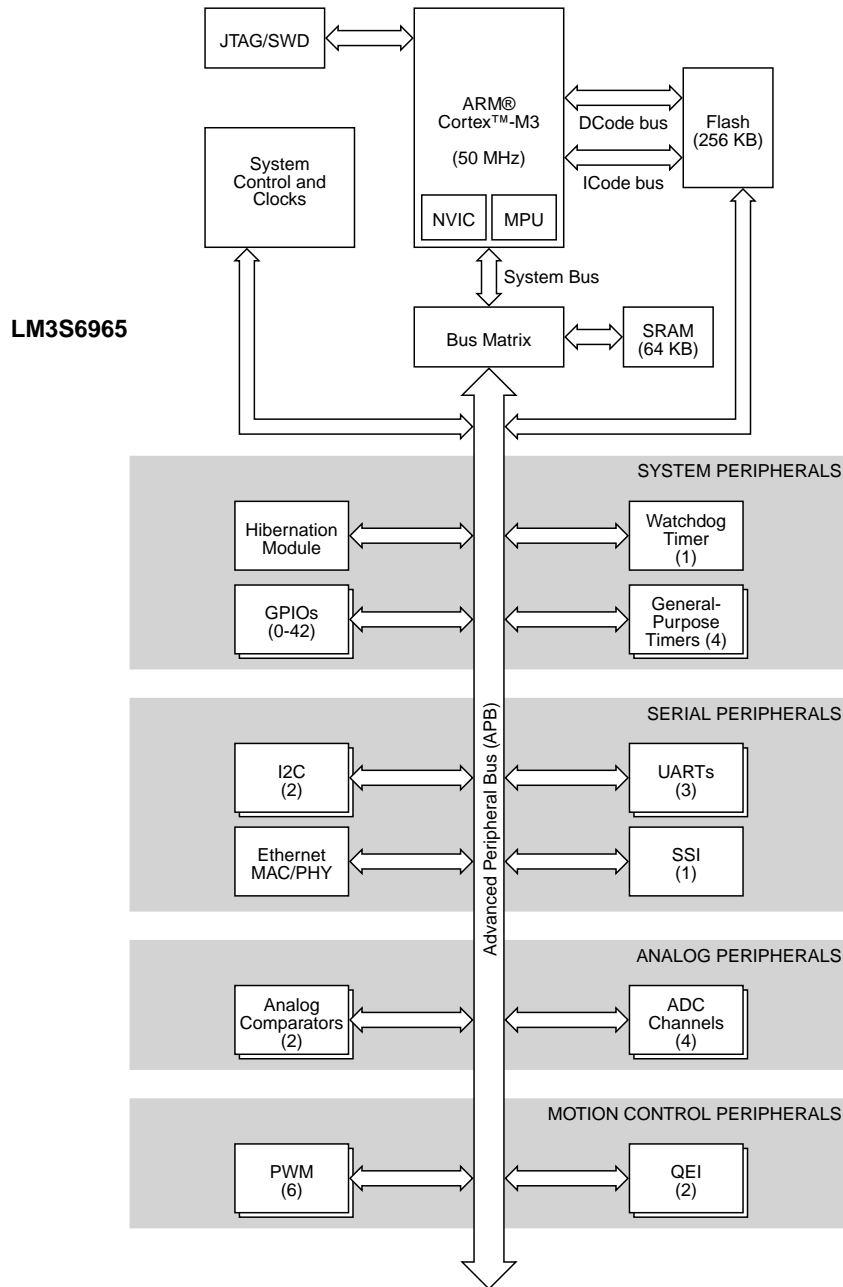 JTAG/SWD
ARM®
Cortex™-M3
(50 MHz)
NVIC
MPU
DCode bus
ICode bus
Flash
(256 KB)
System
Control and
Clocks
System Bus
LM3S6965
Bus Matrix
SRAM
(64 KB)
Advanced Peripheral Bus (APB)
SYSTEM PERIPHERALS
Hibernation
Module
Watchdog
Timer
(1)
GPIOs
(0-42)
General-
Purpose
Timers (4)
SERIAL PERIPHERALS
I2C
(2)
UARTs
(3)
Ethernet
MAC/PHY
SSI
(1)
ANALOG PERIPHERALS
Analog
Comparators
(2)
ADC
Channels
(4)
MOTION CONTROL PERIPHERALS
PWM
(6)
QEI
(2)